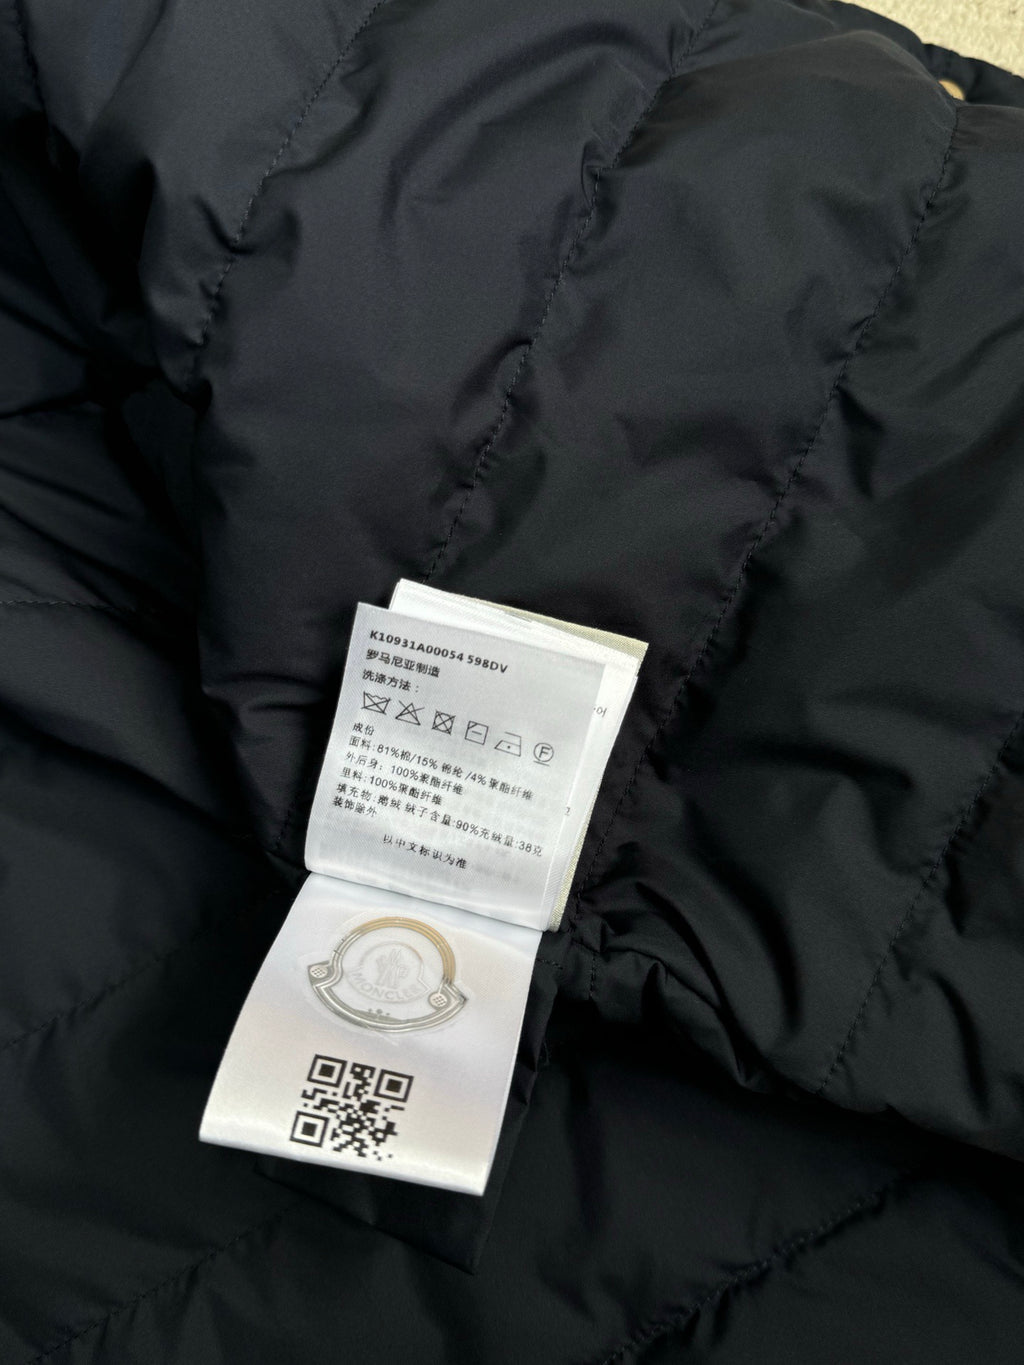 K10931A00054 598DV
罗马尼亚制造
洗涤方法：
F
成份
面料:81%棉/15% 锦纶 /4% 聚酯纤维
外后身: 100%聚酯纤维
里料:100%聚酯纤维
填充物:鹅绒 绒子含量:90%充绒量:38克
装饰除外
以中文标识为准
MONCLER